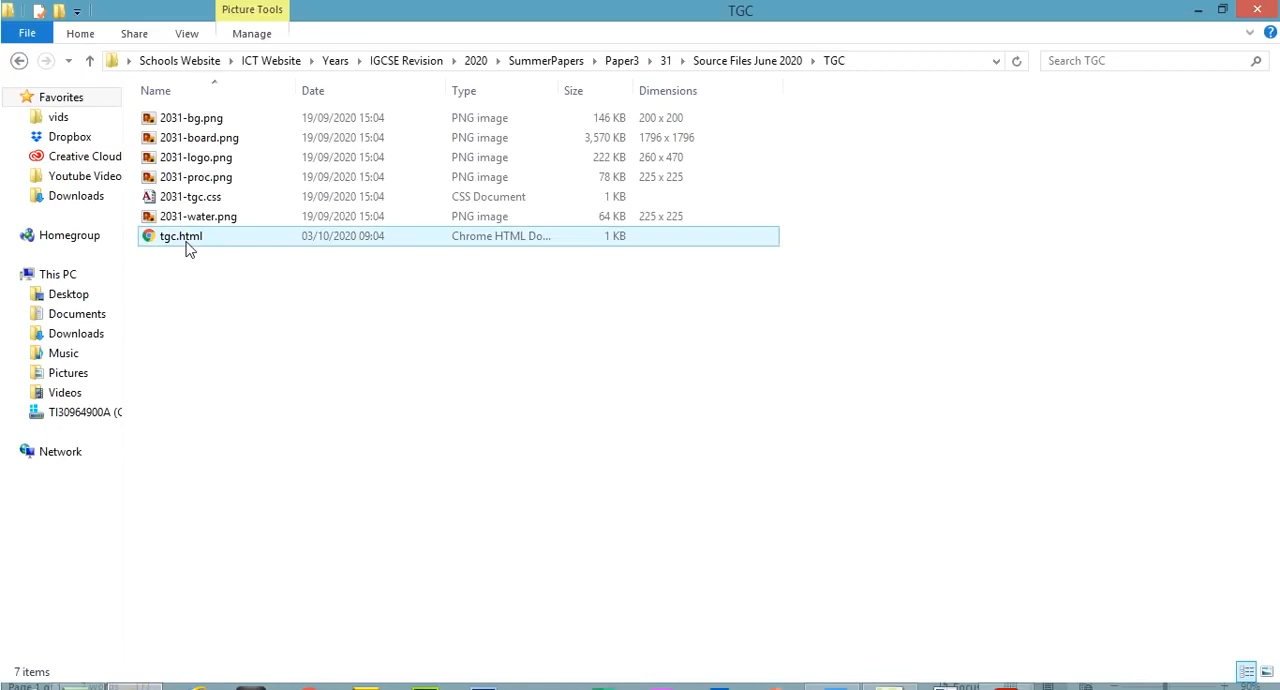 Picture Tools
TGC
File Home Share View Manage
Schools Website ICT Website Years IGCSE Revision 2020 SummerPapers Paper3 31 Source Files June 2020 TGC
Search TGC
Name Date Type Size Dimensions
Favorites
vids
Dropbox
Creative Cloud
Youtube Video
Downloads
Homegroup
This PC
Desktop
Documents
Downloads
Music
Pictures
Videos
TI30964900A (C
Network
2031-bg.png 19/09/2020 15:04 PNG image 146 KB 200 x 200
2031-board.png 19/09/2020 15:04 PNG image 3,570 KB 1796 x 1796
2031-logo.png 19/09/2020 15:04 PNG image 222 KB 260 x 470
2031-proc.png 19/09/2020 15:04 PNG image 78 KB 225 x 225
2031-tgc.css 19/09/2020 15:04 CSS Document 1 KB
2031-water.png 19/09/2020 15:04 PNG image 64 KB 225 x 225
tgc.html 03/10/2020 09:04 Chrome HTML Do... 1 KB
7 items